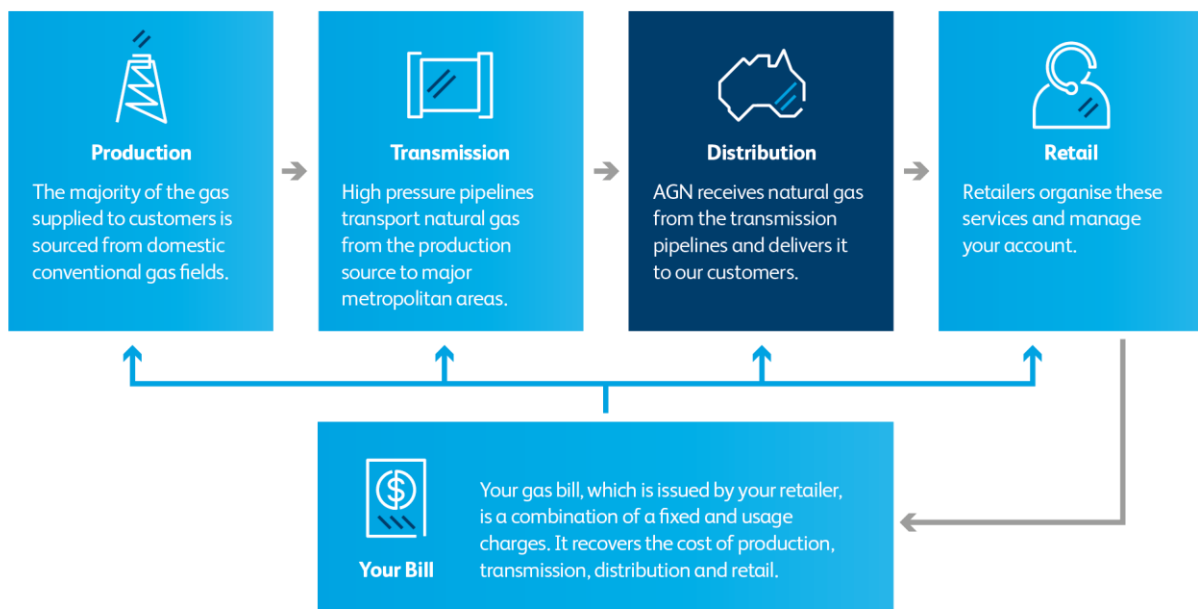 Production
The majority of the gas
supplied to customers is
sourced from domestic
conventional gas fields.
Transmission
High pressure pipelines
transport natural gas
from the production
source to major
metropolitan areas.
Distribution
AGN receives natural gas
from the transmission
pipelines and delivers it
to our customers.
Retail
Retailers organise these
services and manage
your account.
$
Your Bill
Your gas bill, which is issued by your retailer,
is a combination of a fixed and usage
charges. It recovers the cost of production,
transmission, distribution and retail.